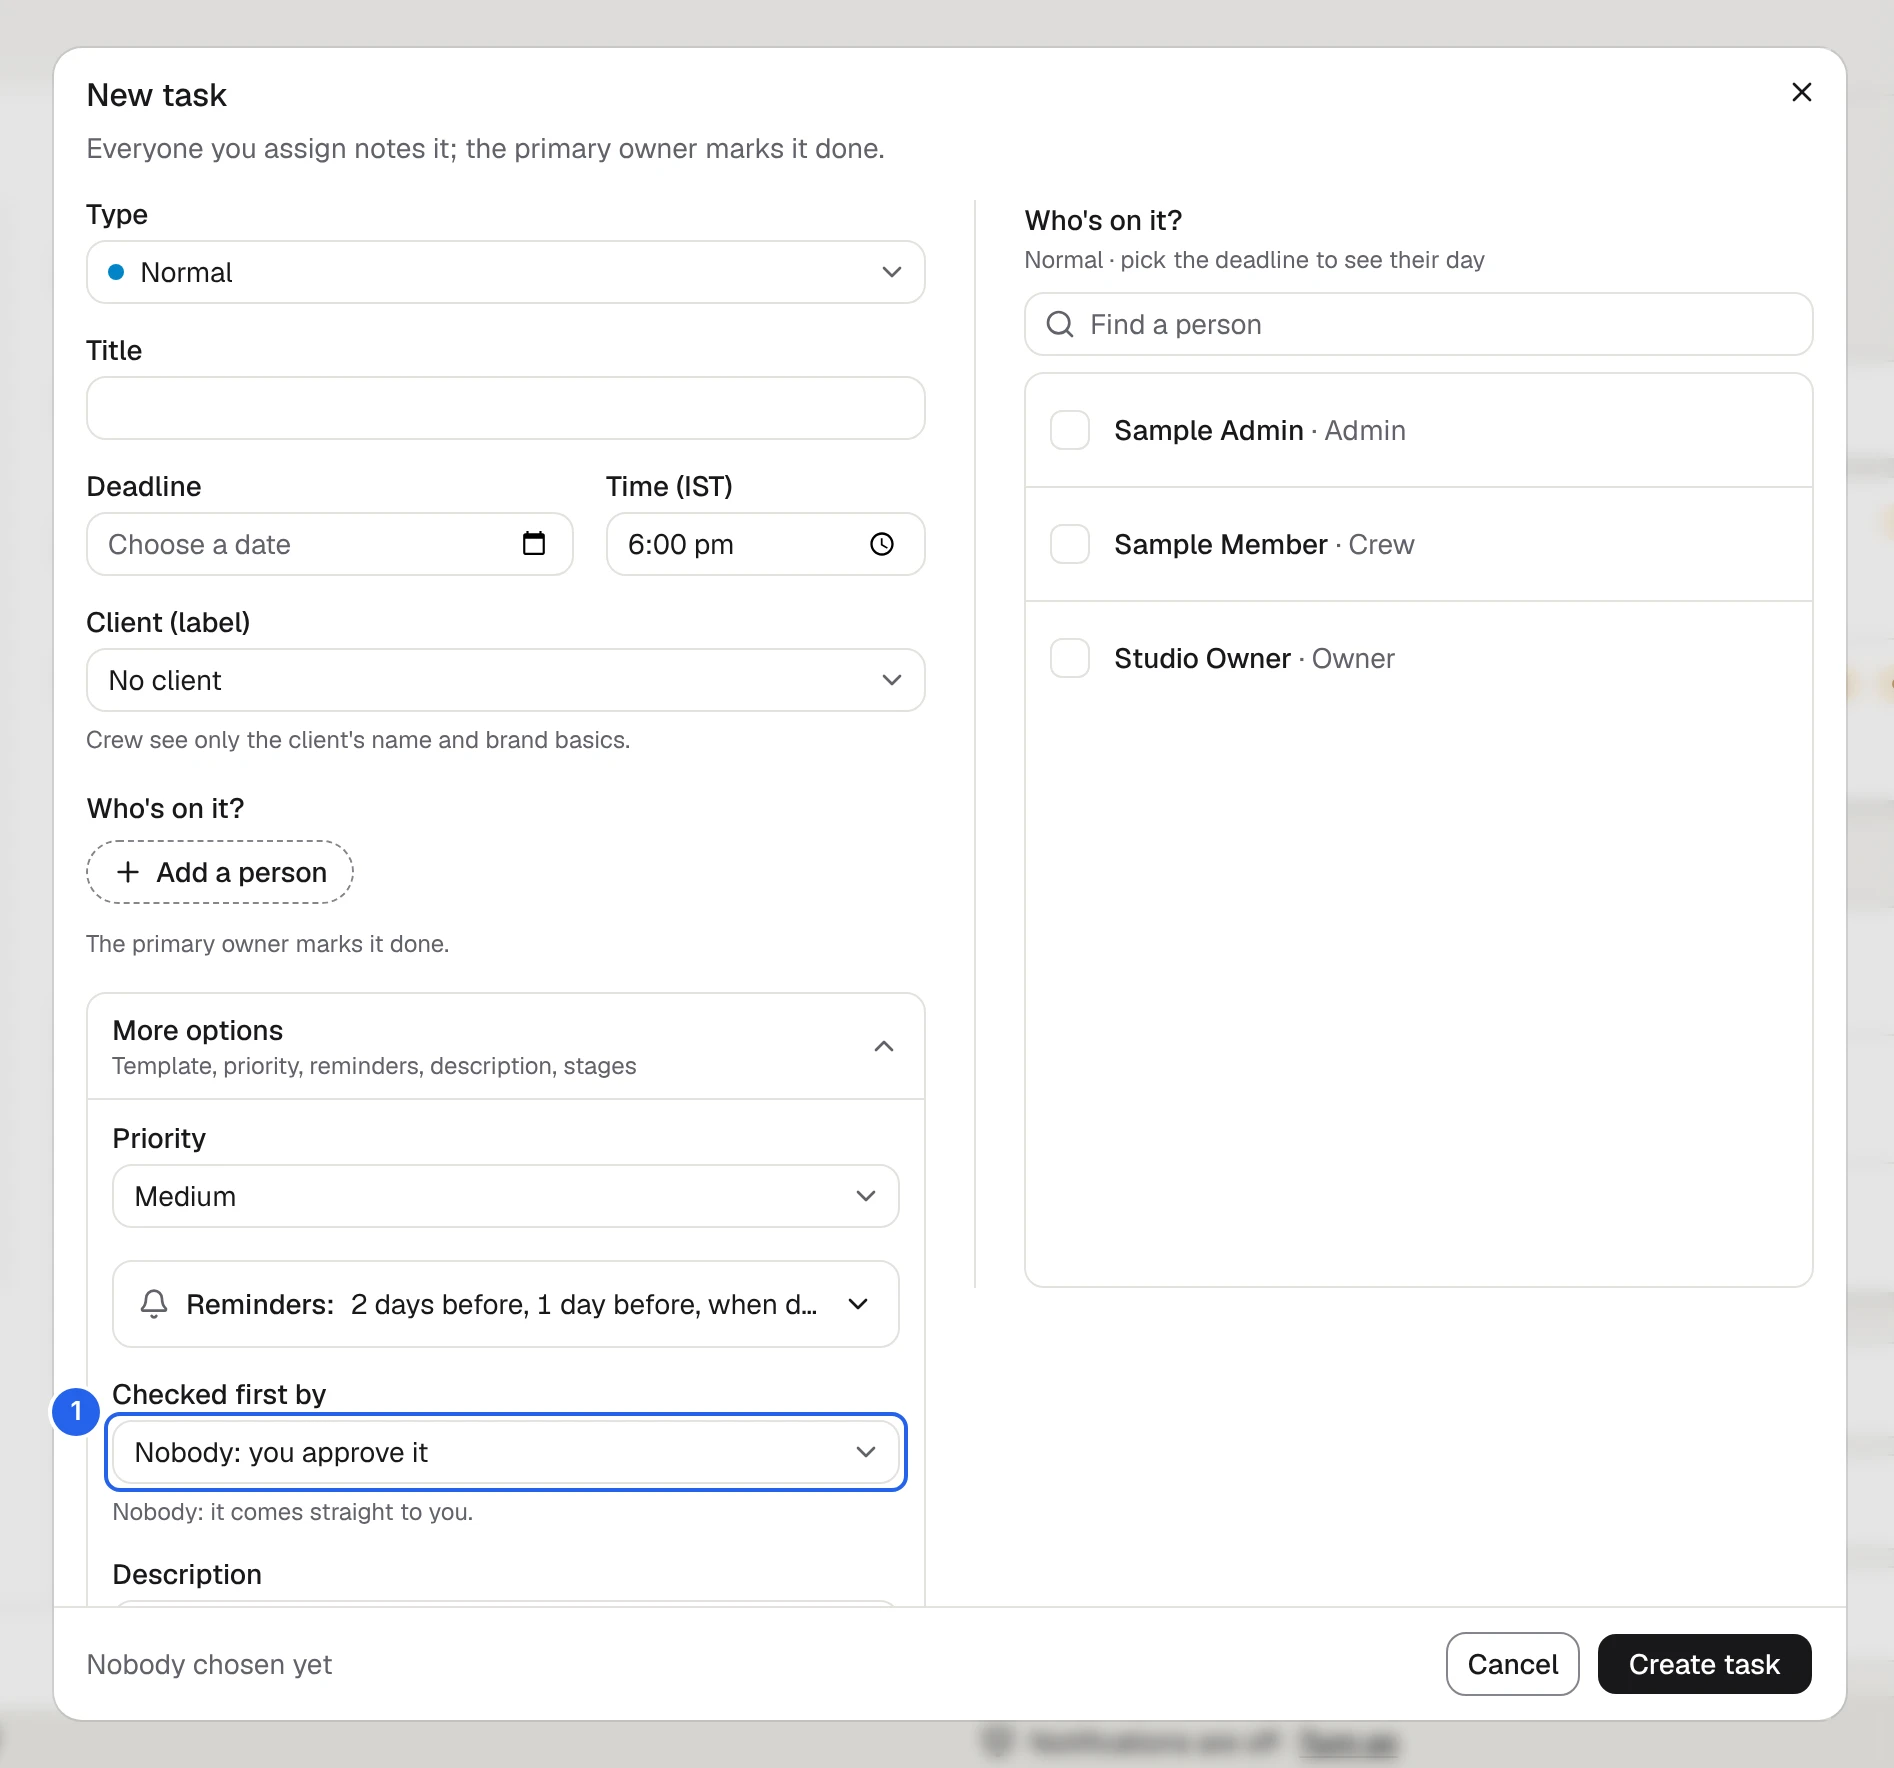 New task
Everyone you assign notes it; the primary owner marks it done.
Type
Normal
Title
Deadline
Time (IST)
Choose a date
6:00 pm
Client (label)
No client
Crew see only the client's name and brand basics.
Who's on it?
+ Add a person
The primary owner marks it done.
More options
Template, priority, reminders, description, stages
Priority
Medium
Reminders: 2 days before, 1 day before, when d...
1
Checked first by
Nobody: you approve it
Nobody: it comes straight to you.
Description
Who's on it?
Normal · pick the deadline to see their day
Find a person
Sample Admin · Admin
Sample Member · Crew
Studio Owner · Owner
Nobody chosen yet
Cancel
Create task